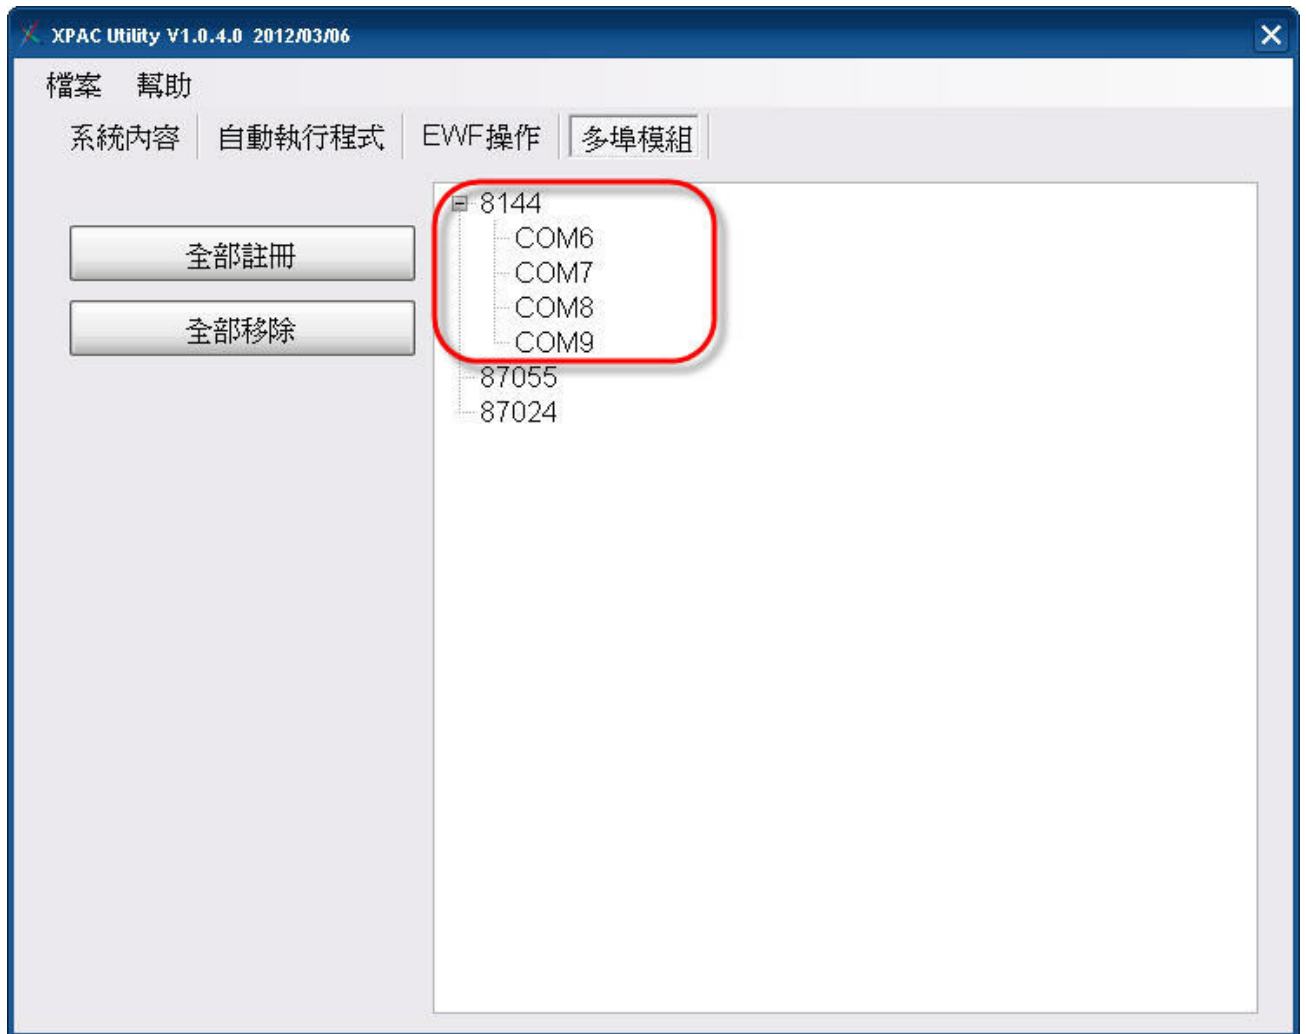 XPAC Utility V1.0.4.0 2012/03/06
檔案 幫助
系統內容 自動執行程式 EWF操作 多埠模組
全部註冊
全部移除
8144
COM6
COM7
COM8
COM9
87055
87024